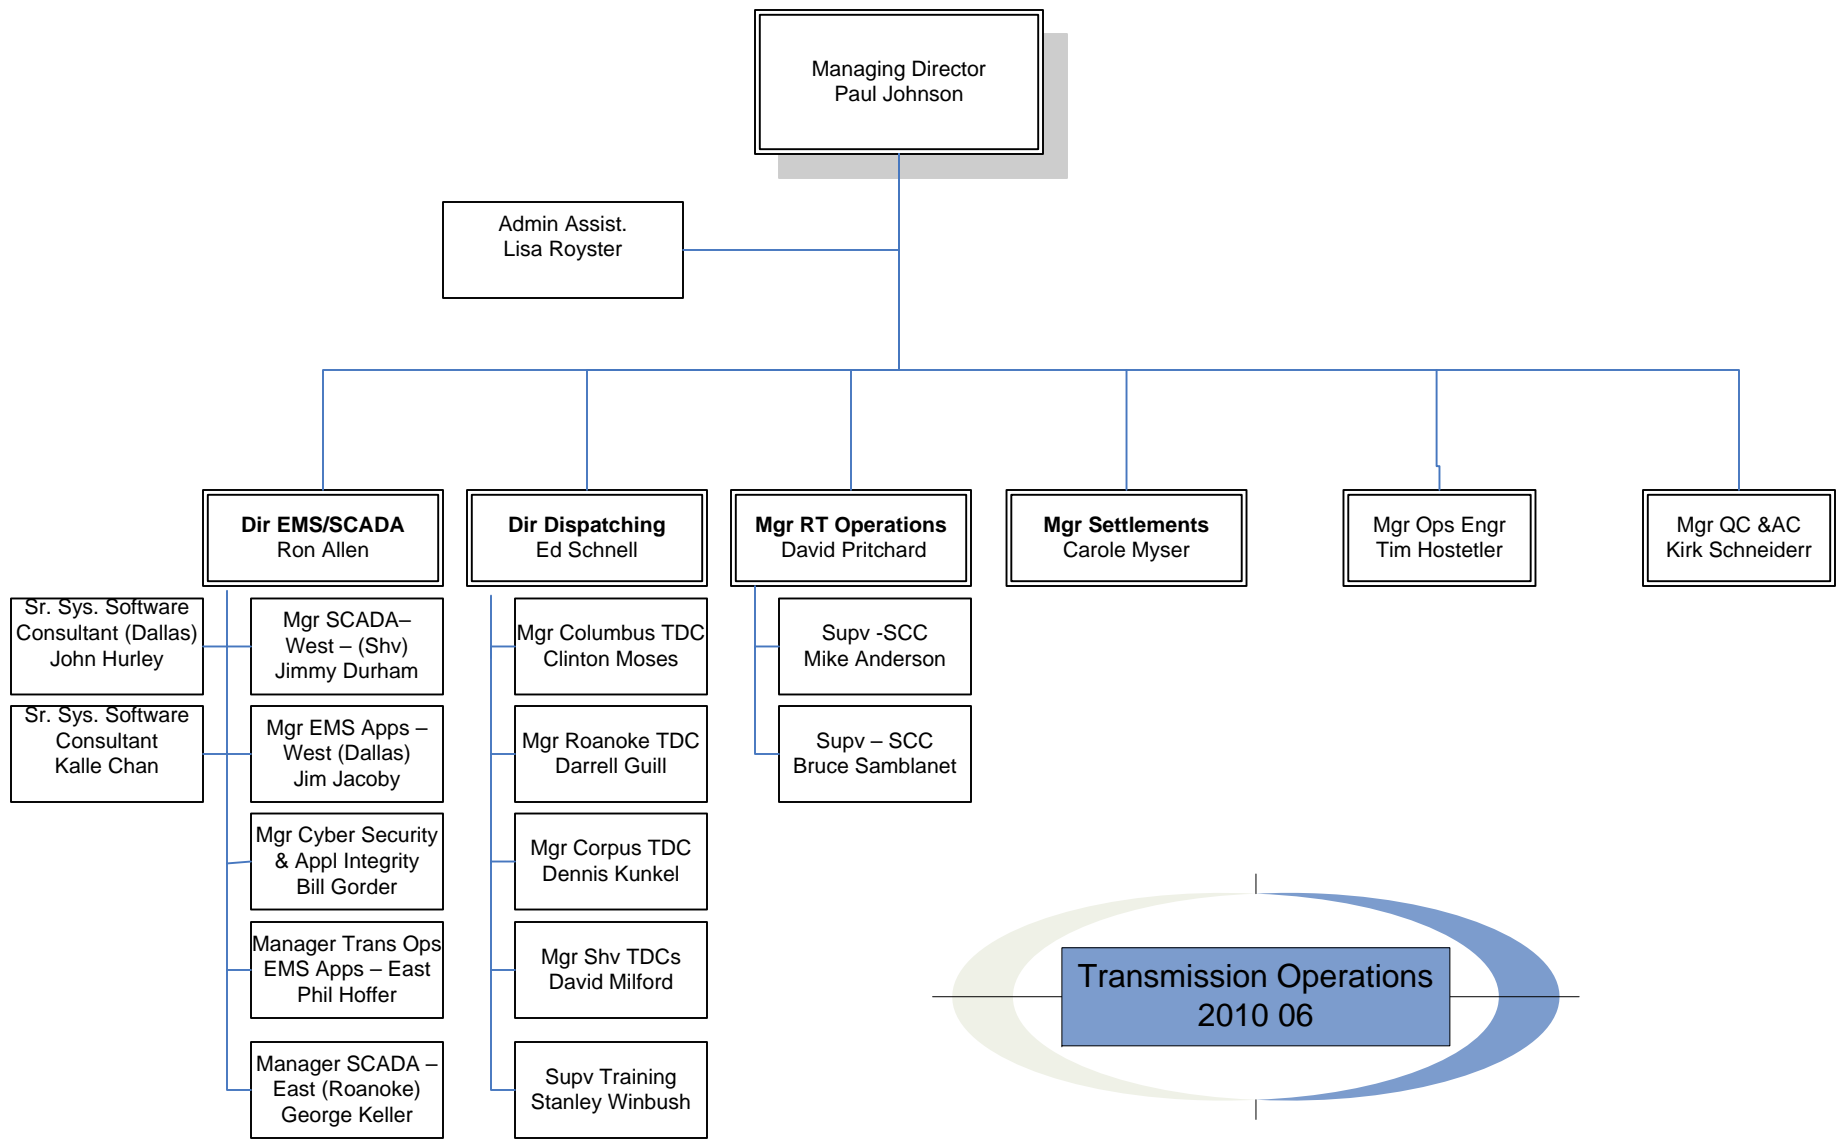 Managing Director
Paul Johnson
Admin Assist.
Lisa Royster
Dir EMS/SCADA
Ron Allen
Dir Dispatching
Ed Schnell
Mgr RT Operations
David Pritchard
Mgr Settlements
Carole Myser
Mgr Ops Engr
Tim Hostetler
Mgr QC &AC
Kirk Schneiderr
Sr. Sys. Software
Consultant (Dallas)
John Hurley
Mgr SCADA–
West – (Shv)
Jimmy Durham
Mgr Columbus TDC
Clinton Moses
Supv -SCC
Mike Anderson
Sr. Sys. Software
Consultant
Kalle Chan
Mgr EMS Apps –
West (Dallas)
Jim Jacoby
Mgr Roanoke TDC
Darrell Guill
Supv – SCC
Bruce Samblanet
Mgr Cyber Security
& Appl Integrity
Bill Gorder
Mgr Corpus TDC
Dennis Kunkel
Manager Trans Ops
EMS Apps – East
Phil Hoffer
Mgr Shv TDCs
David Milford
Manager SCADA –
East (Roanoke)
George Keller
Supv Training
Stanley Winbush
Transmission Operations
2010 06